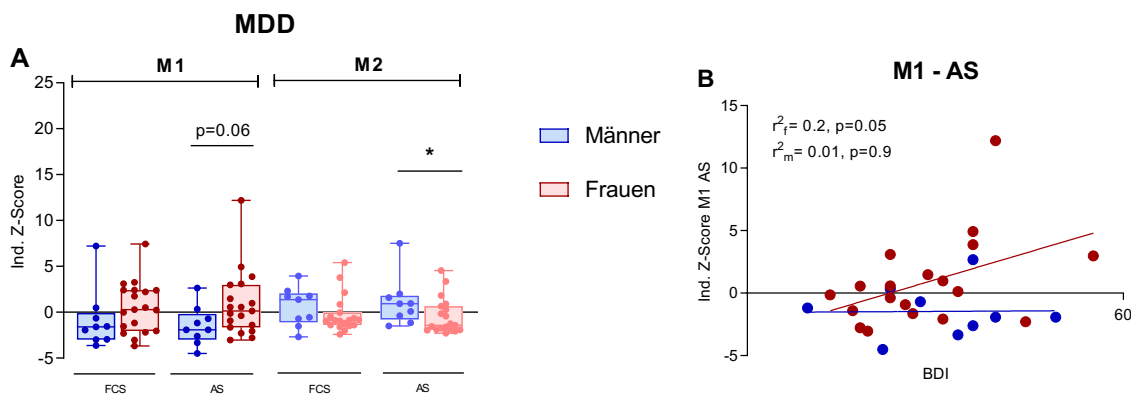 MDD
A
M1
M2
25
20
15
10
5
0
-5
Ind. Z-Score
p=0.06
*
FCS
AS
FCS
AS
Männer
Frauen
B
M1 - AS
15
10
5
0
-5
Ind. Z-Score M1 AS
r²f= 0.2, p=0.05
r²m= 0.01, p=0.9
60
BDI